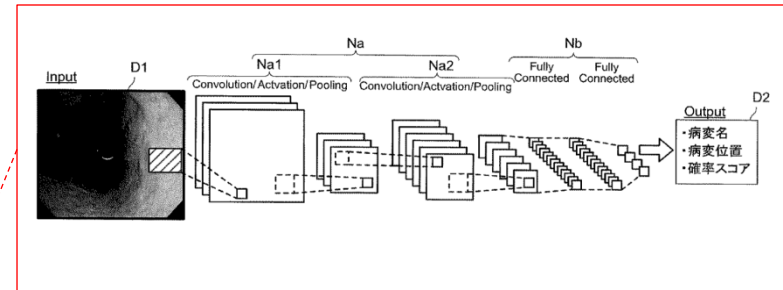 Na
Nb
Input
D1
Na1
Convolution/Actvation/Pooling
Na2
Convolution/Actvation/Pooling
Fully
Connected
Fully
Connected
D2
Output
・病変名
・病変位置
・確率スコア